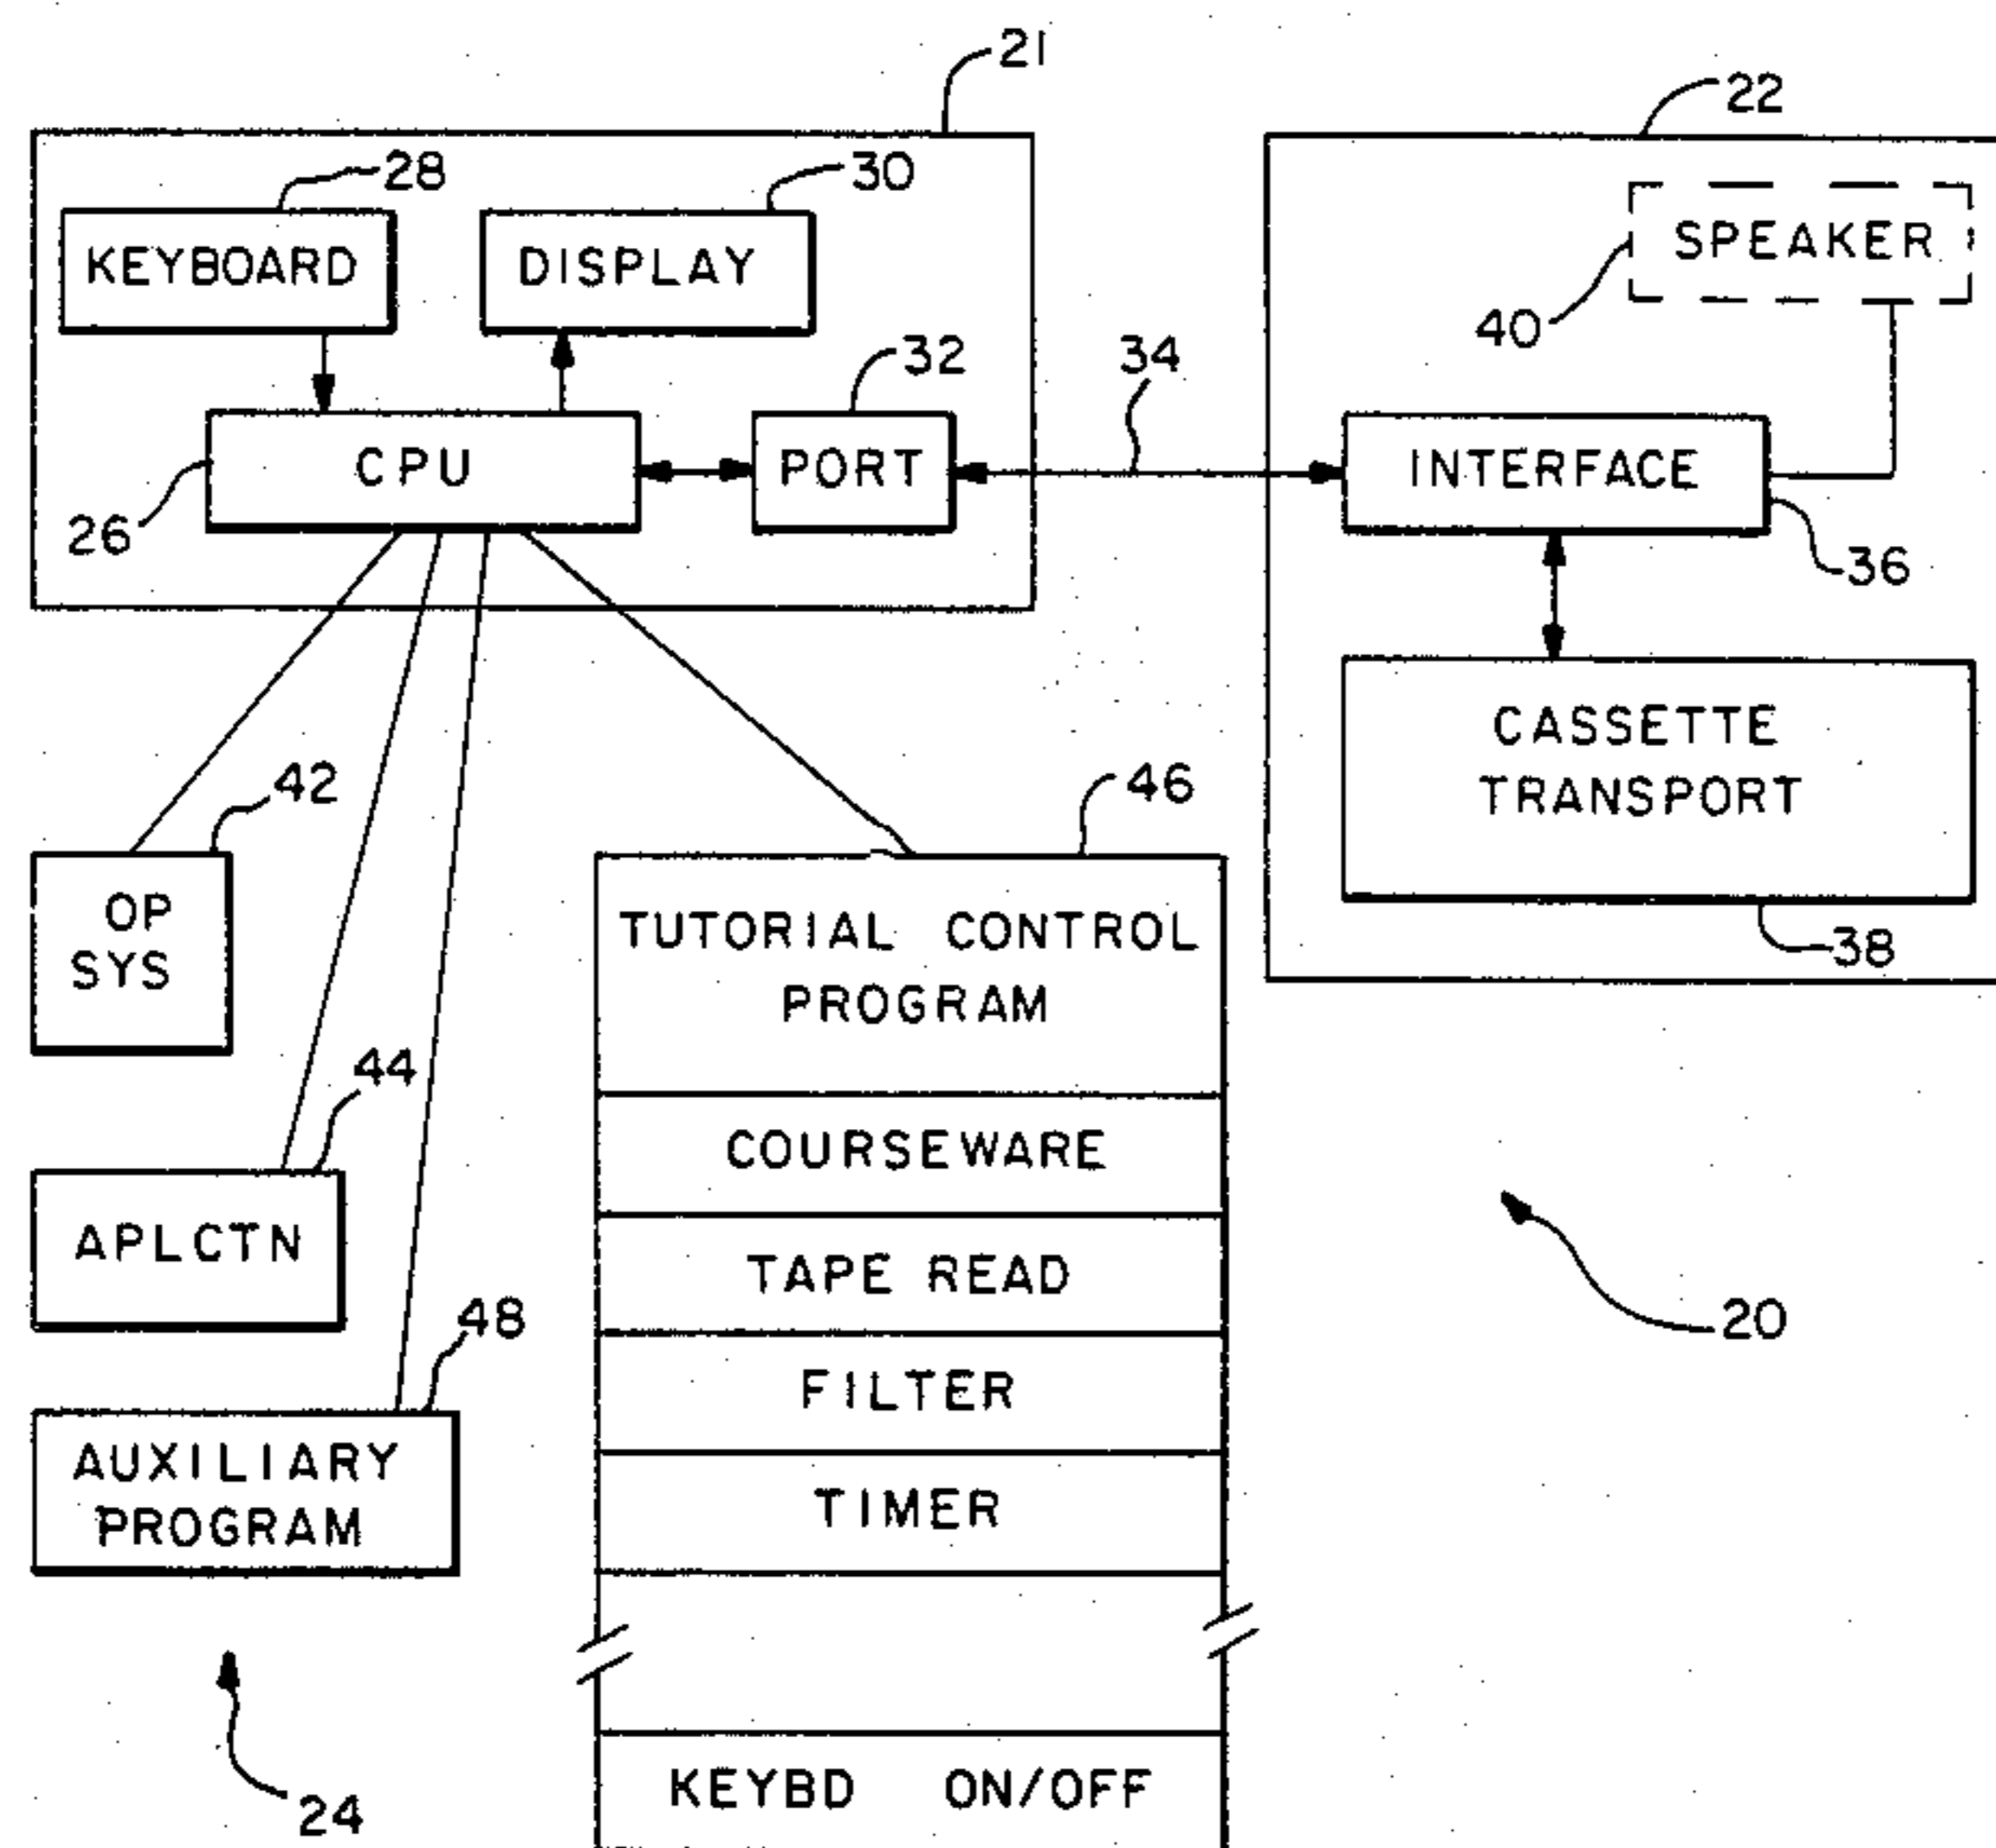 21
22
28
30
SPEAKER
KEYBOARD
DISPLAY
40
32
34
CPU
PORT
INTERFACE
26
36
CASSETTE
TRANSPORT
42
46
38
OP
SYS
TUTORIAL CONTROL
PROGRAM
44
COURSEWARE
APLCTN
TAPE READ
48
20
FILTER
AUXILIARY
PROGRAM
TIMER
24
KEYBD ON/OFF